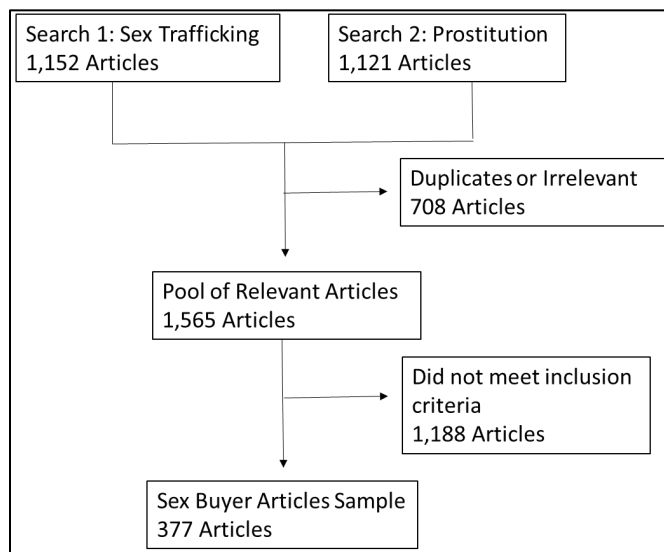 Search 1: Sex Trafficking
1,152 Articles
Search 2: Prostitution
1,121 Articles
Duplicates or Irrelevant
708 Articles
Pool of Relevant Articles
1,565 Articles
Did not meet inclusion
criteria
1,188 Articles
Sex Buyer Articles Sample
377 Articles